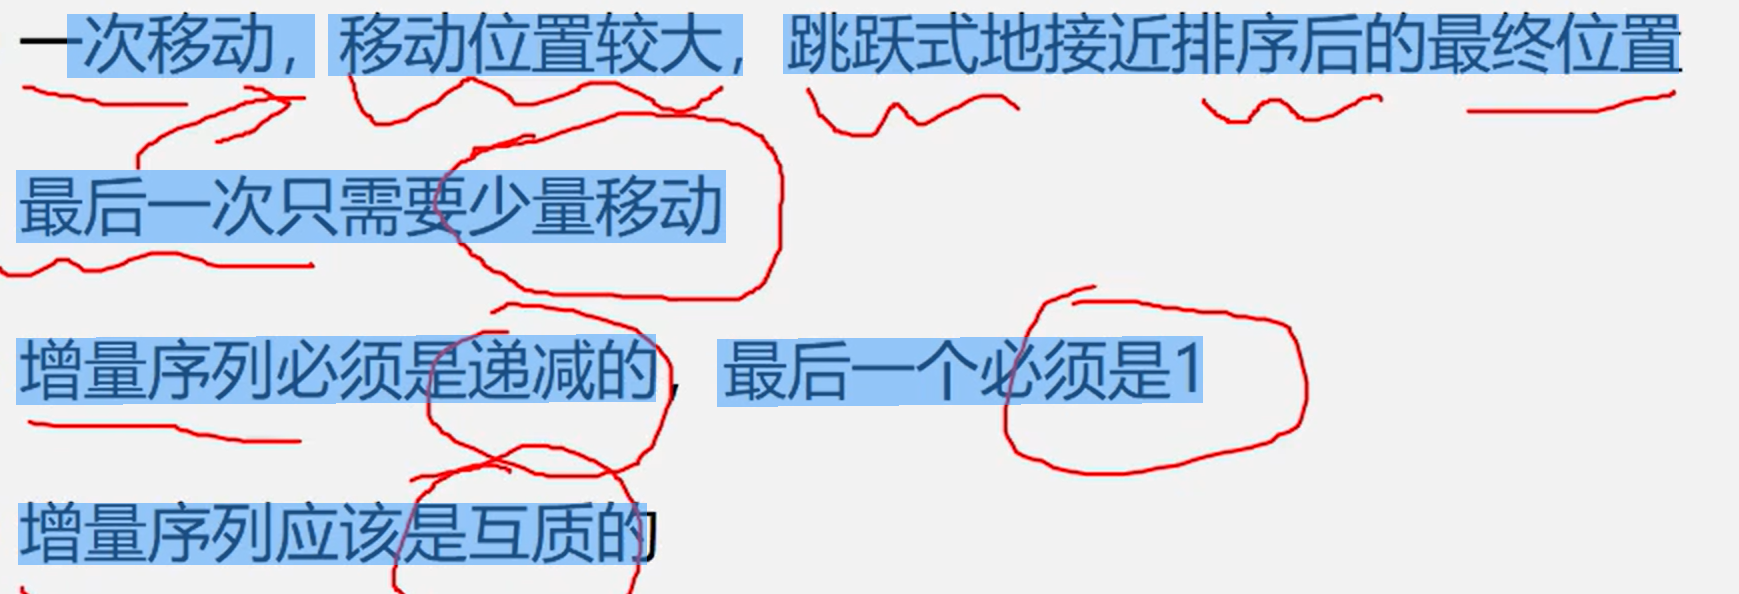 一次移动，移动位置较大，跳跃式地接近排序后的最终位置
最后一次只需要少量移动
增量序列必须是递减的，最后一个必须是1
增量序列应该是互质的